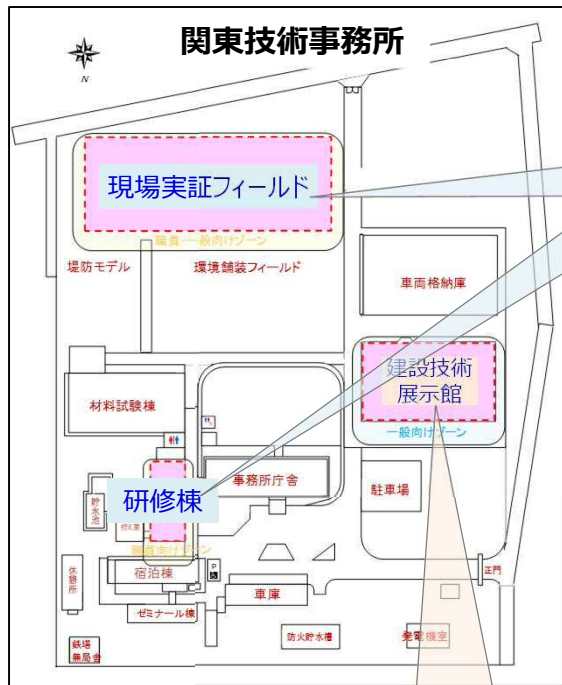 関東技術事務所
N
現場実証フィールド
職員・一般向けゾーン
堤防モデル
環境舗装フィールド
車両格納庫
建設技術
展示館
一般向けゾーン
材料試験棟
事務所庁舎
駐車場
研修棟
貯水池
職員向けゾーン
宿泊棟
P
正門
休憩所
車庫
ゼミナール棟
防火貯水槽
発電機室
鉄塔
無局舎